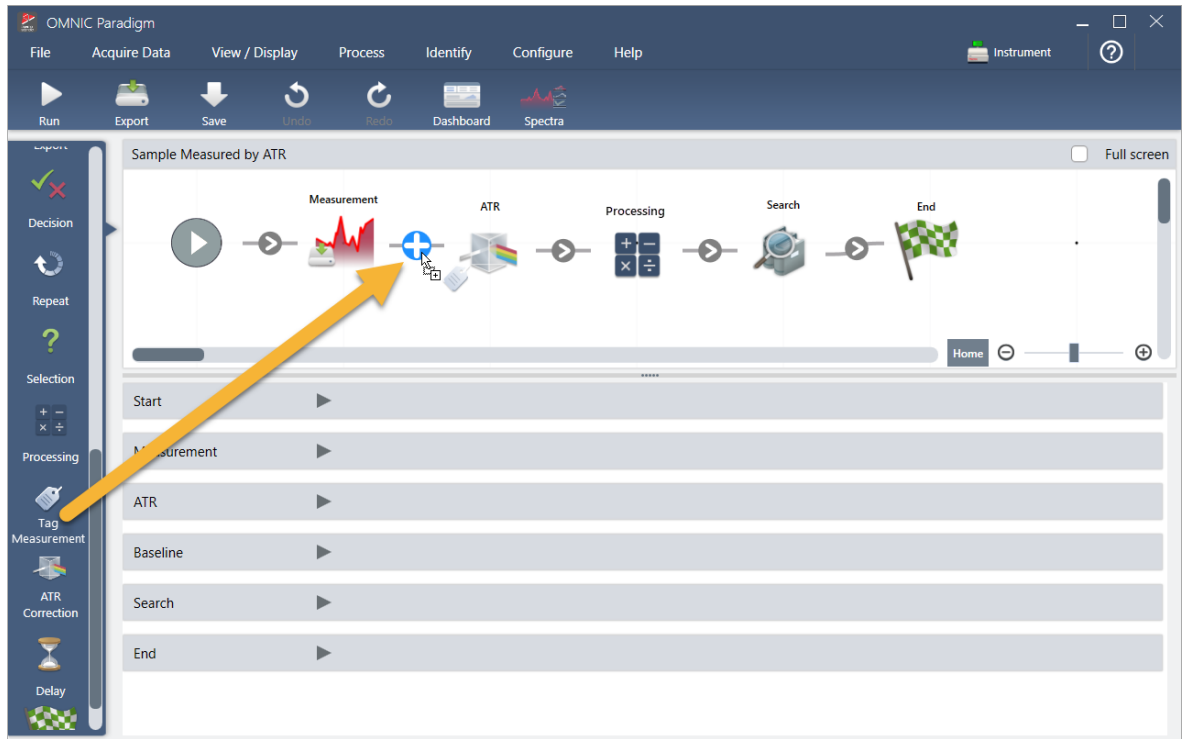 OMNIC Paradigm
File Acquire Data View / Display Process Identify Configure Help Instrument
Run Export Save Undo Redo Dashboard Spectra
Export
Decision
Repeat
Selection
Processing
Tag
Measurement
ATR
Correction
Delay
Sample Measured by ATR Full screen
Measurement ATR Processing Search End
Home
Start
Measurement
ATR
Baseline
Search
End